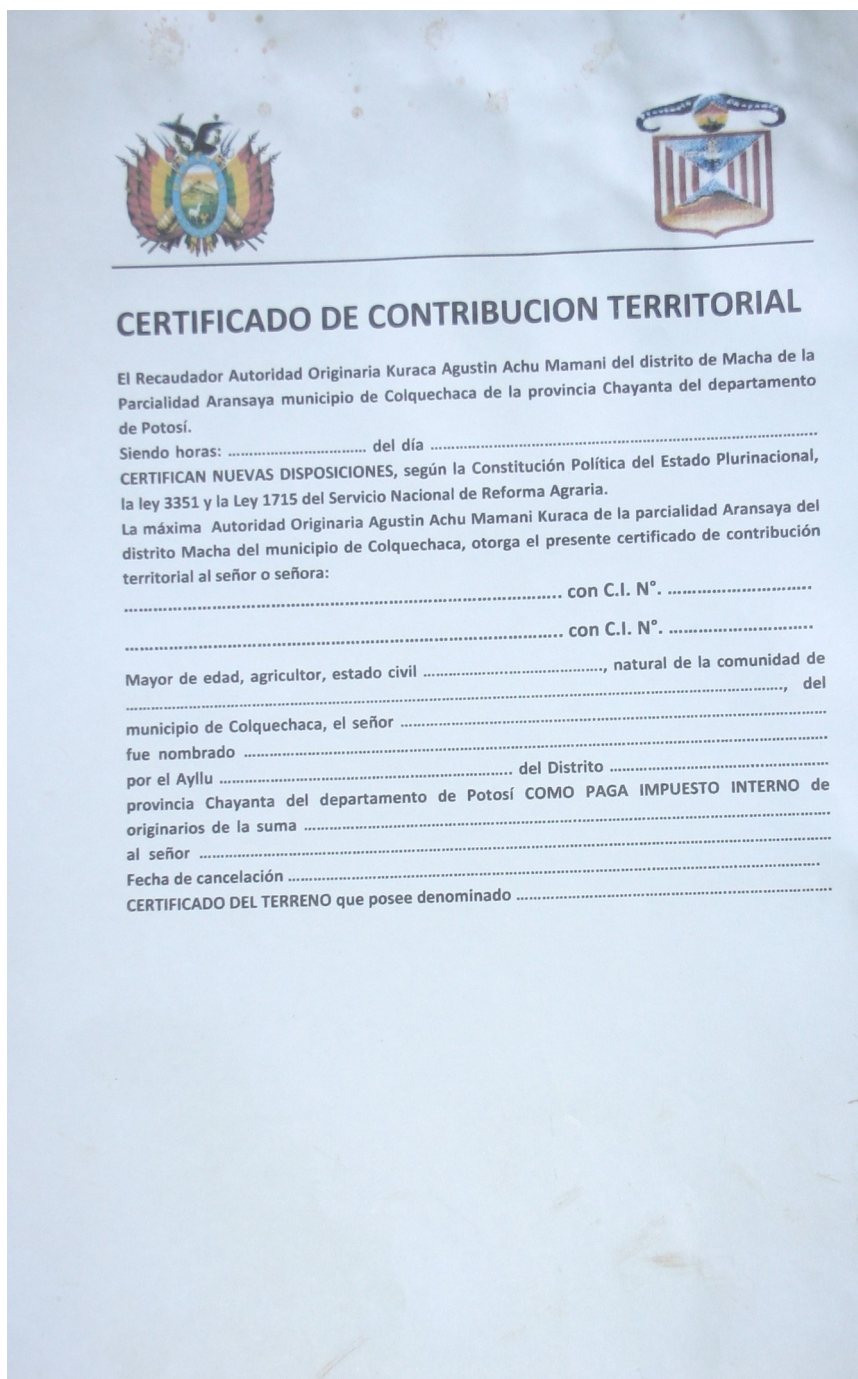 CERTIFICADO DE CONTRIBUCION TERRITORIAL
El Recaudador Autoridad Originaria Kuraca Agustin Achu Mamani del distrito de Macha de la
Parcialidad Aransaya municipio de Colquechaca de la provincia Chayanta del departamento
de Potosí.
Siendo horas: ................................ del día ................................................................................
CERTIFICAN NUEVAS DISPOSICIONES, según la Constitución Política del Estado Plurinacional,
la ley 3351 y la Ley 1715 del Servicio Nacional de Reforma Agraria.
La máxima Autoridad Originaria Agustin Achu Mamani Kuraca de la parcialidad Aransaya del
distrito Macha del municipio de Colquechaca, otorga el presente certificado de contribución
territorial al señor o señora:
................................................................................ con C.I. N°. ................................
................................................................................ con C.I. N°. ................................
Mayor de edad, agricultor, estado civil ........................................, natural de la comunidad de
................................................................................................................................, del
municipio de Colquechaca, el señor ................................................................................
fue nombrado ................................................................................................................
por el Ayllu ................................................................ del Distrito ................................................
provincia Chayanta del departamento de Potosí COMO PAGA IMPUESTO INTERNO de
originarios de la suma ................................................................................................
al señor ................................................................................................................
Fecha de cancelación ................................................................................................
CERTIFICADO DEL TERRENO que posee denominado ................................................................